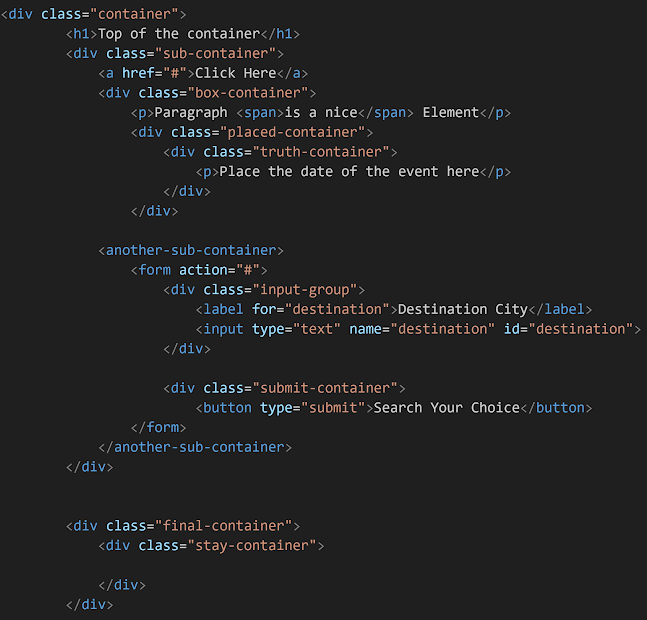 <div class="container">
<h1>Top of the container</h1>
<div class="sub-container">
<a href="#">Click Here</a>
<div class="box-container">
<p>Paragraph <span>is a nice</span> Element</p>
<div class="placed-container">
<div class="truth-container">
<p>Place the date of the event here</p>
</div>
</div>
<another-sub-container>
<form action="#">
<div class="input-group">
<label for="destination">Destination City</label>
<input type="text" name="destination" id="destination">
</div>
<div class="submit-container">
<button type="submit">Search Your Choice</button>
</form>
</another-sub-container>
</div>
<div class="final-container">
<div class="stay-container">
</div>
</div>